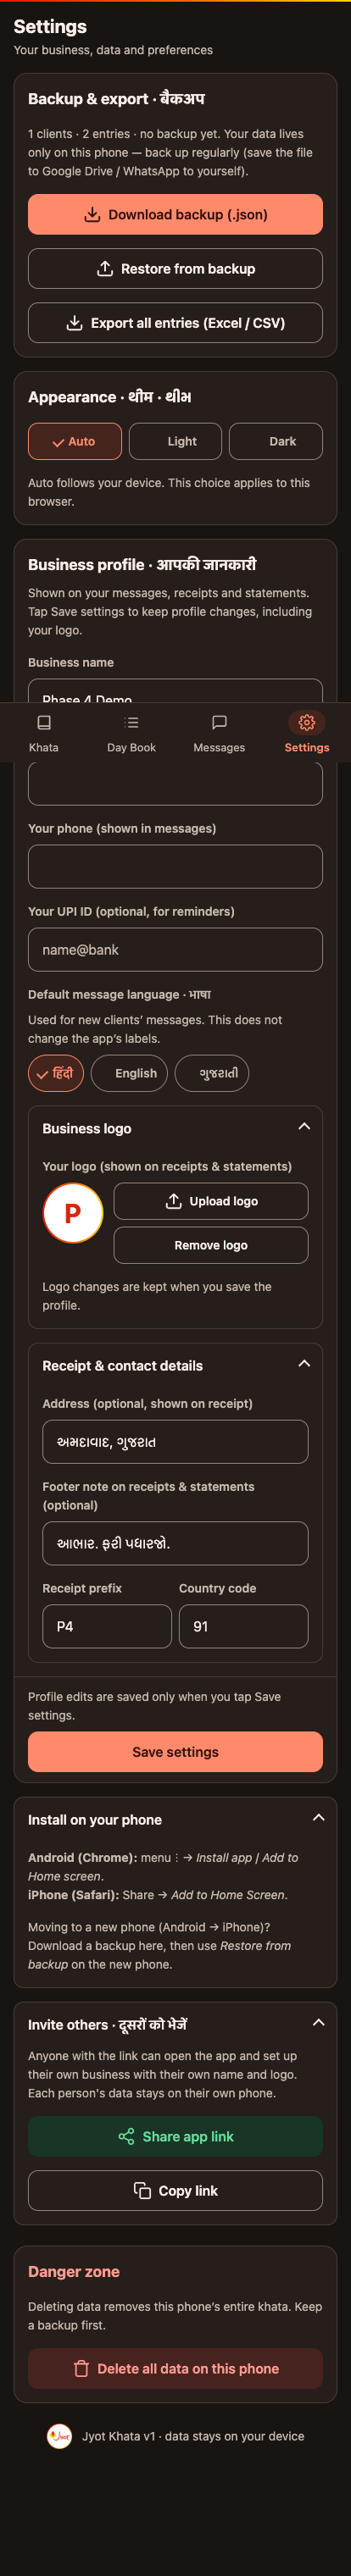 Settings
Your business, data and preferences
Backup & export · बैकअप
1 clients · 2 entries · no backup yet. Your data lives
only on this phone — back up regularly (save the file
to Google Drive / WhatsApp to yourself).
Download backup (.json)
Restore from backup
Export all entries (Excel / CSV)
Appearance · थीम · થીમ
Auto
Light
Dark
Auto follows your device. This choice applies to this
browser.
Business profile · आपकी जानकारी
Shown on your messages, receipts and statements.
Tap Save settings to keep profile changes, including
your logo.
Business name
Phase 4 Demo
Khata
Day Book
Messages
Settings
Your phone (shown in messages)
Your UPI ID (optional, for reminders)
name@bank
Default message language · भाषा
Used for new clients’ messages. This does not
change the app’s labels.
हिंदी
English
ગુજરાતી
Business logo
Your logo (shown on receipts & statements)
P
Upload logo
Remove logo
Logo changes are kept when you save the
profile.
Receipt & contact details
Address (optional, shown on receipt)
અમદાવાદ, ગુજરાત
Footer note on receipts & statements
(optional)
આભાર. ફરી પધારજો.
Receipt prefix
Country code
P4
91
Profile edits are saved only when you tap Save
settings.
Save settings
Install on your phone
Android (Chrome): menu ⋮ → Install app / Add to
Home screen.
iPhone (Safari): Share → Add to Home Screen.
Moving to a new phone (Android → iPhone)?
Download a backup here, then use Restore from
backup on the new phone.
Invite others · दूसरों को भेजें
Anyone with the link can open the app and set up
their own business with their own name and logo.
Each person's data stays on their own phone.
Share app link
Copy link
Danger zone
Deleting data removes this phone’s entire khata. Keep
a backup first.
Delete all data on this phone
Jyot
Jyot Khata v1 · data stays on your device